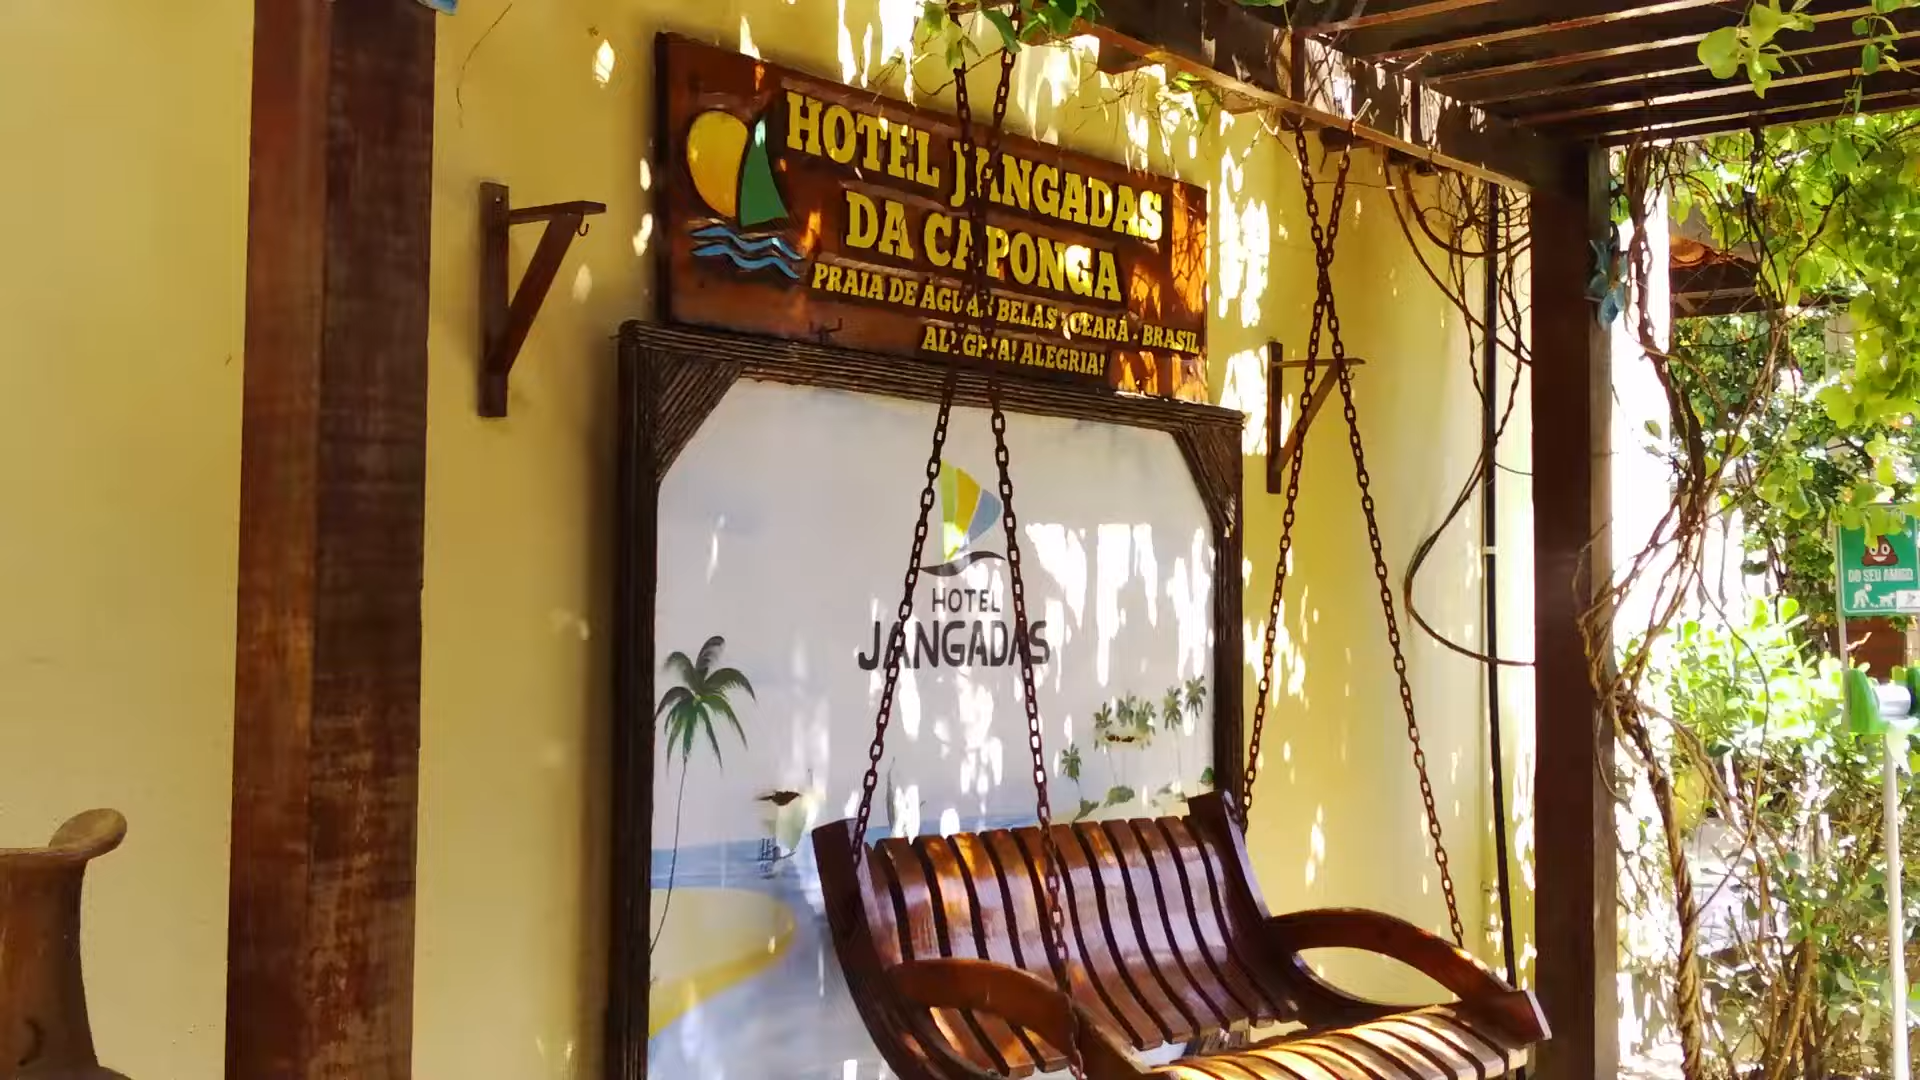 HOTEL JANGADAS
DA CAPONGA
PRAIA DE ÁGUAS BELAS · CEARÁ · BRASIL
ALEGRIA! ALEGRIA!
HOTEL
JANGADAS
DO SEU AMIGO